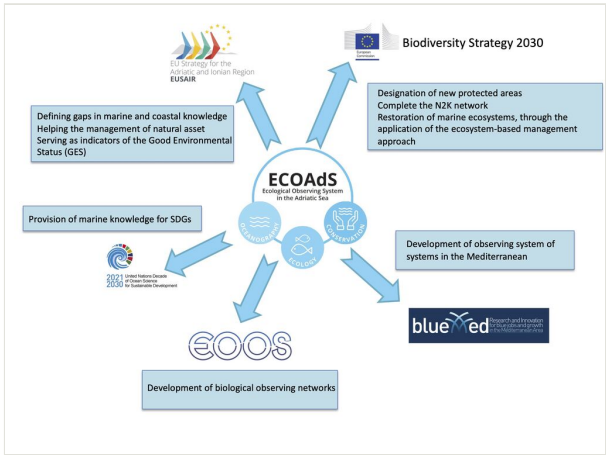 EU Strategy for the
Adriatic and Ionian Region
EUSAIR
European
Commission
Biodiversity Strategy 2030
Defining gaps in marine and coastal knowledge
Helping the management of natural asset
Serving as indicators of the Good Environmental
Status (GES)
Designation of new protected areas
Complete the N2K network
Restoration of marine ecosystems, through the
application of the ecosystem-based management
approach
ECOAdS
Ecological Observing System
in the Adriatic Sea
OCEANOGRAPHY
ECOLOGY
CONSERVATION
Provision of marine knowledge for SDGs
2021 United Nations Decade
2030 of Ocean Science
for Sustainable Development
Development of observing system of
systems in the Mediterranean
blueMed
Research and Innovation
for blue jobs and growth
in the Mediterranean Area
EOOS
Development of biological observing networks